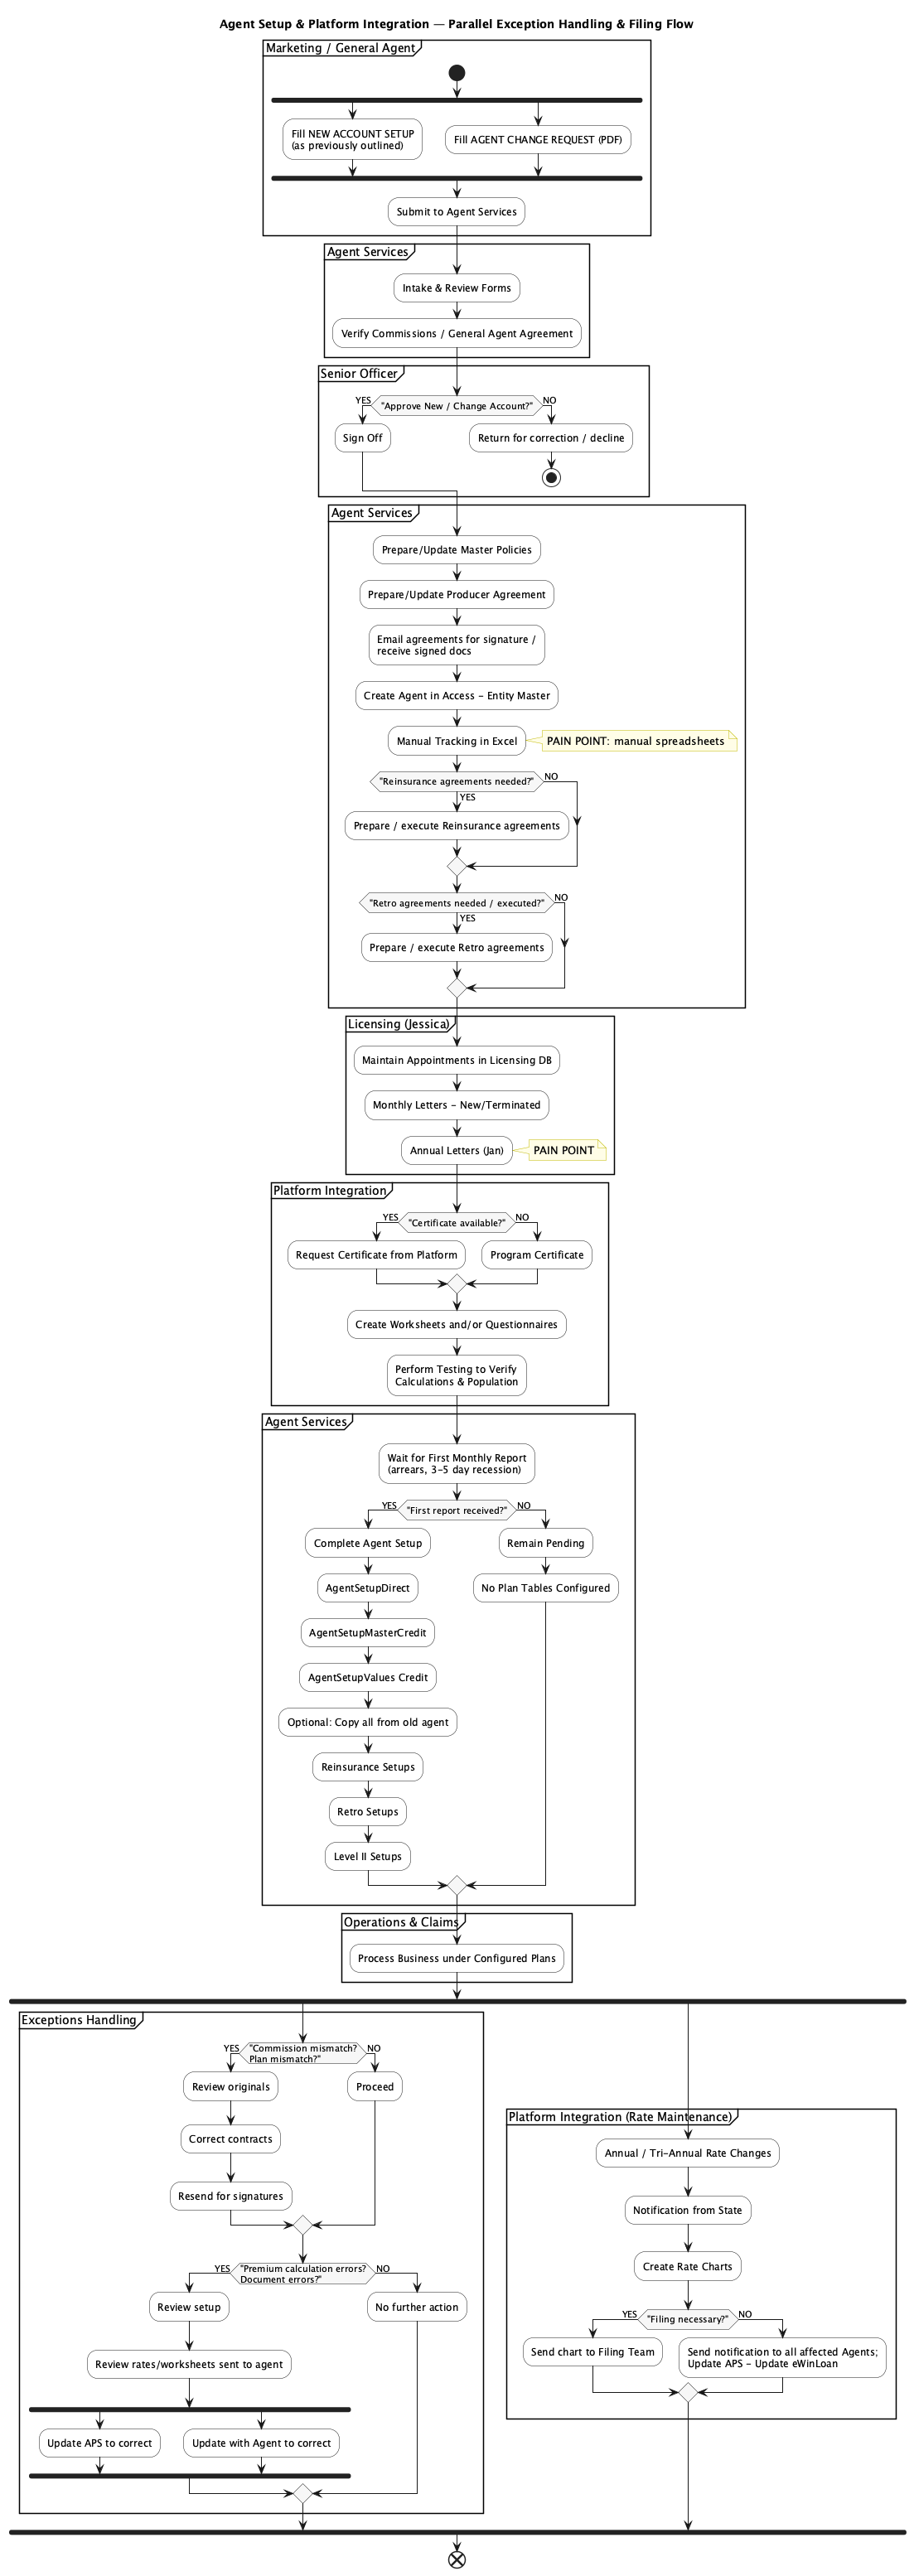 Agent Setup & Platform Integration — Parallel Exception Handling & Filing Flow
Marketing / General Agent
Fill NEW ACCOUNT SETUP
(as previously outlined)
Fill AGENT CHANGE REQUEST (PDF)
Submit to Agent Services
Agent Services
Intake & Review Forms
Verify Commissions / General Agent Agreement
Senior Officer
YES
"Approve New / Change Account?"
NO
Sign Off
Return for correction / decline
Agent Services
Prepare/Update Master Policies
Prepare/Update Producer Agreement
Email agreements for signature /
receive signed docs
Create Agent in Access - Entity Master
Manual Tracking in Excel
PAIN POINT: manual spreadsheets
"Reinsurance agreements needed?"
NO
YES
Prepare / execute Reinsurance agreements
"Retro agreements needed / executed?"
NO
YES
Prepare / execute Retro agreements
Licensing (Jessica)
Maintain Appointments in Licensing DB
Monthly Letters - New/Terminated
Annual Letters (Jan)
PAIN POINT
Platform Integration
YES
"Certificate available?"
NO
Request Certificate from Platform
Program Certificate
Create Worksheets and/or Questionnaires
Perform Testing to Verify
Calculations & Population
Agent Services
Wait for First Monthly Report
(arrears, 3-5 day recession)
YES
"First report received?"
NO
Complete Agent Setup
Remain Pending
AgentSetupDirect
No Plan Tables Configured
AgentSetupMasterCredit
AgentSetupValues Credit
Optional: Copy all from old agent
Reinsurance Setups
Retro Setups
Level II Setups
Operations & Claims
Process Business under Configured Plans
Exceptions Handling
YES
"Commission mismatch?
Plan mismatch?"
NO
Review originals
Proceed
Correct contracts
Resend for signatures
YES
"Premium calculation errors?
Document errors?"
NO
Review setup
No further action
Review rates/worksheets sent to agent
Update APS to correct
Update with Agent to correct
Platform Integration (Rate Maintenance)
Annual / Tri-Annual Rate Changes
Notification from State
Create Rate Charts
YES
"Filing necessary?"
NO
Send chart to Filing Team
Send notification to all affected Agents;
Update APS - Update eWinLoan